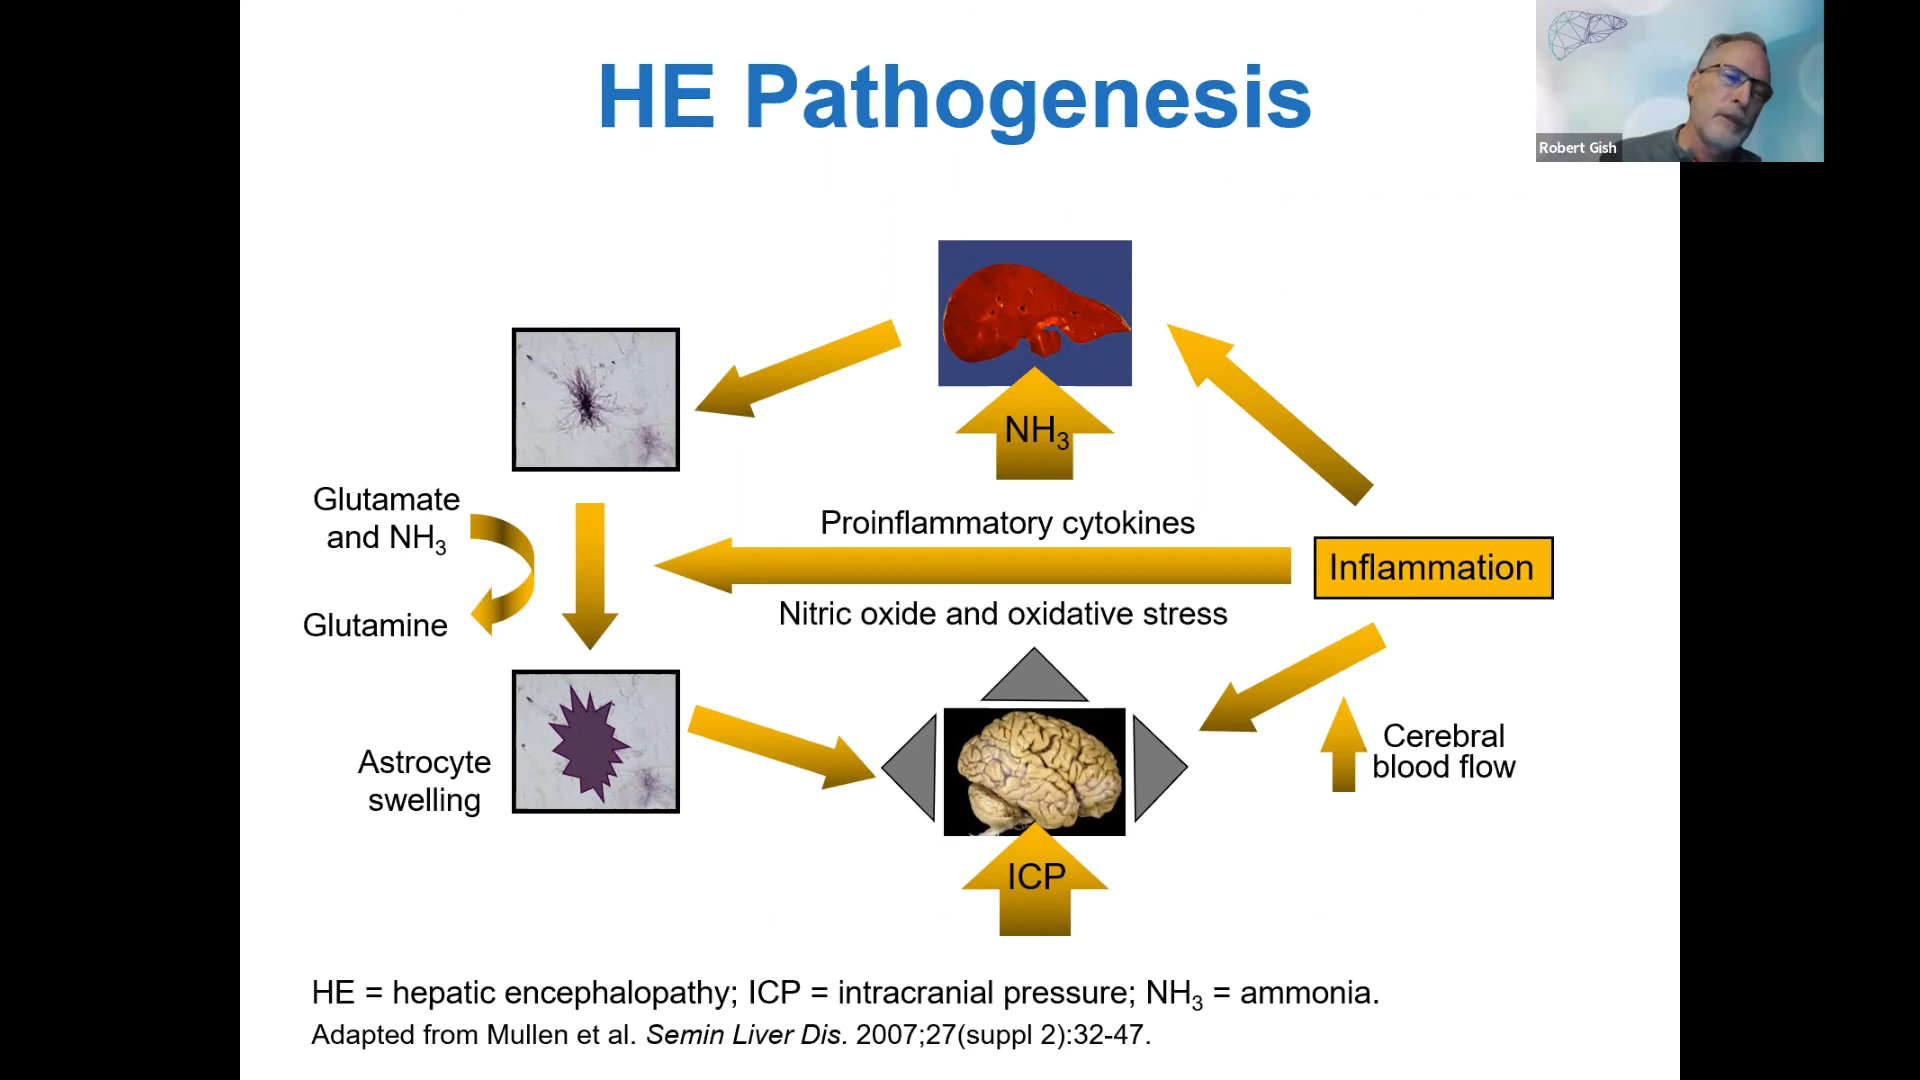 HE Pathogenesis
Robert Gish
NH₃
Glutamate
and NH₃
Glutamine
Proinflammatory cytokines
Nitric oxide and oxidative stress
Inflammation
Astrocyte
swelling
Cerebral
blood flow
ICP
HE = hepatic encephalopathy; ICP = intracranial pressure; NH₃ = ammonia.
Adapted from Mullen et al. Semin Liver Dis. 2007;27(suppl 2):32-47.